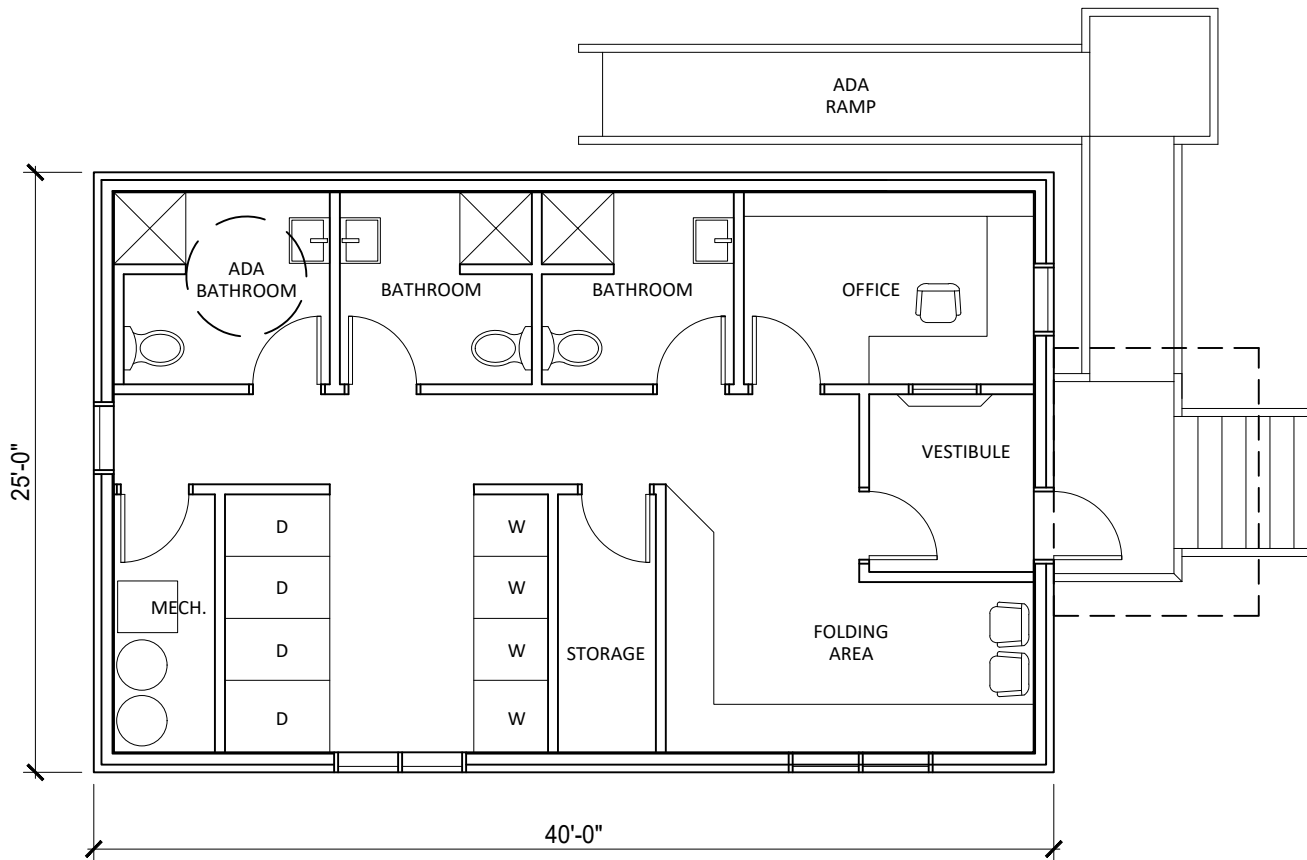 ADA
RAMP
ADA
BATHROOM
BATHROOM
BATHROOM
OFFICE
VESTIBULE
25'-0"
D
W
D
W
MECH.
D
W
STORAGE
FOLDING
AREA
D
W
40'-0"